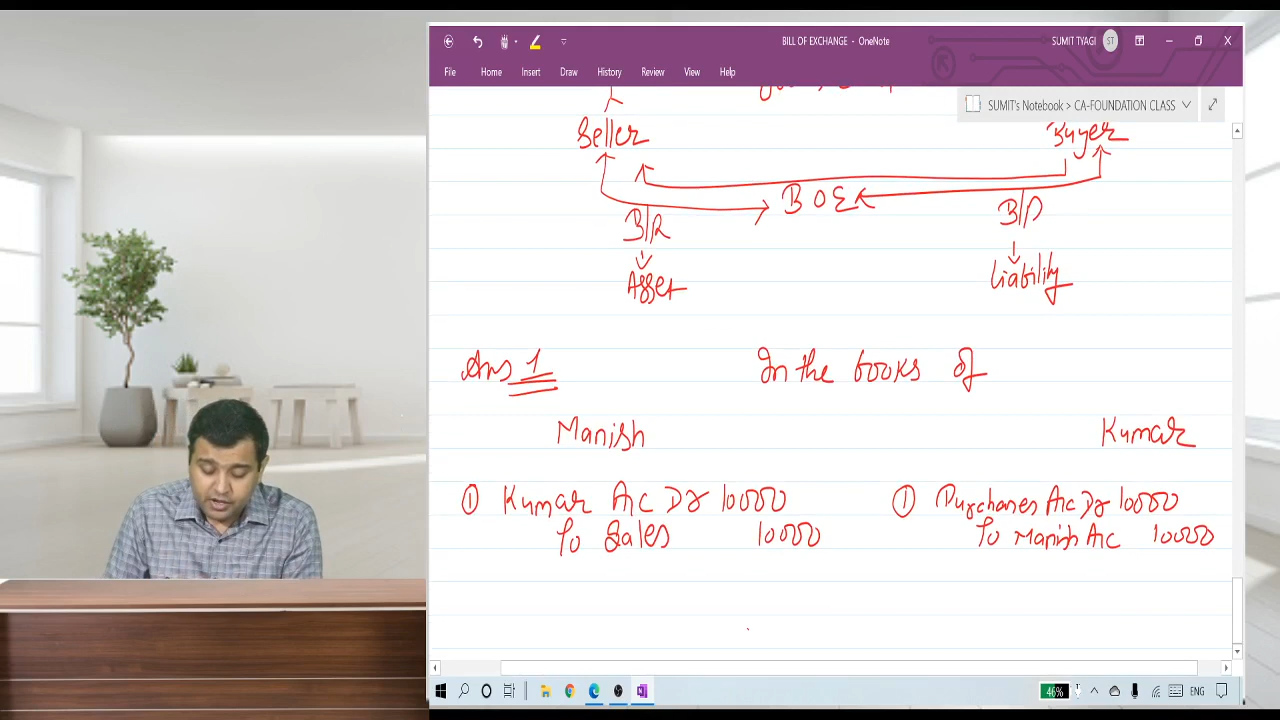 BILL OF EXCHANGE - OneNote
SUMIT TYAGI ST
File Home Insert Draw History Review View Help
SUMIT's Notebook > CA-FOUNDATION CLASS
Seller Buyer
BOE
B/R B/P
Asset Liability
Ans 1 In the books of
Manish Kumar
① Kumar A/c Dr 10000 ① Purchases A/c Dr 10000
To Sales 10000 To Manish A/c 10000
46% ENG